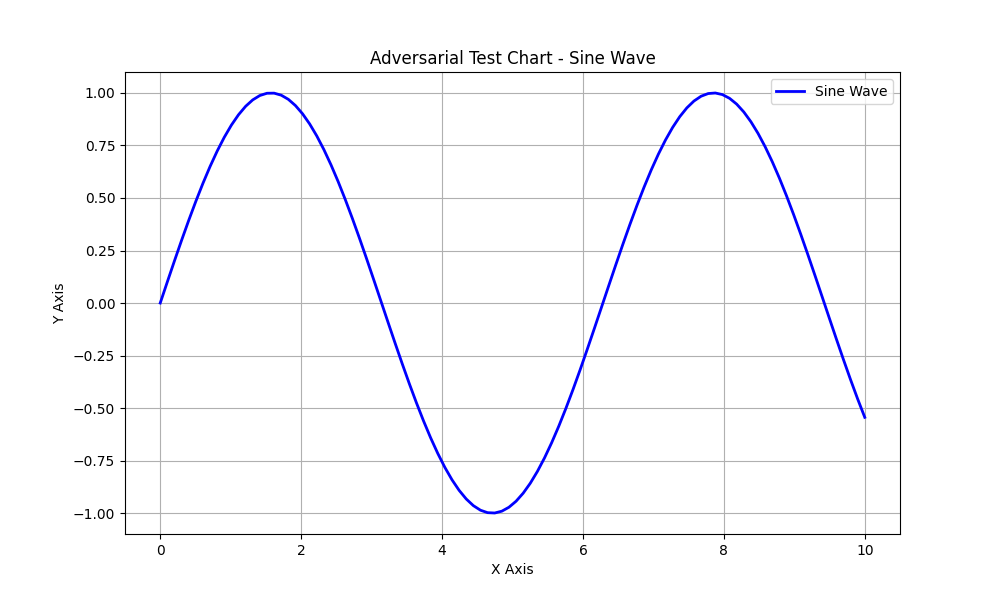 Adversarial Test Chart - Sine Wave
Sine Wave
1.00
0.75
0.50
0.25
0.00
−0.25
−0.50
−0.75
−1.00
Y Axis
0 2 4 6 8 10
X Axis